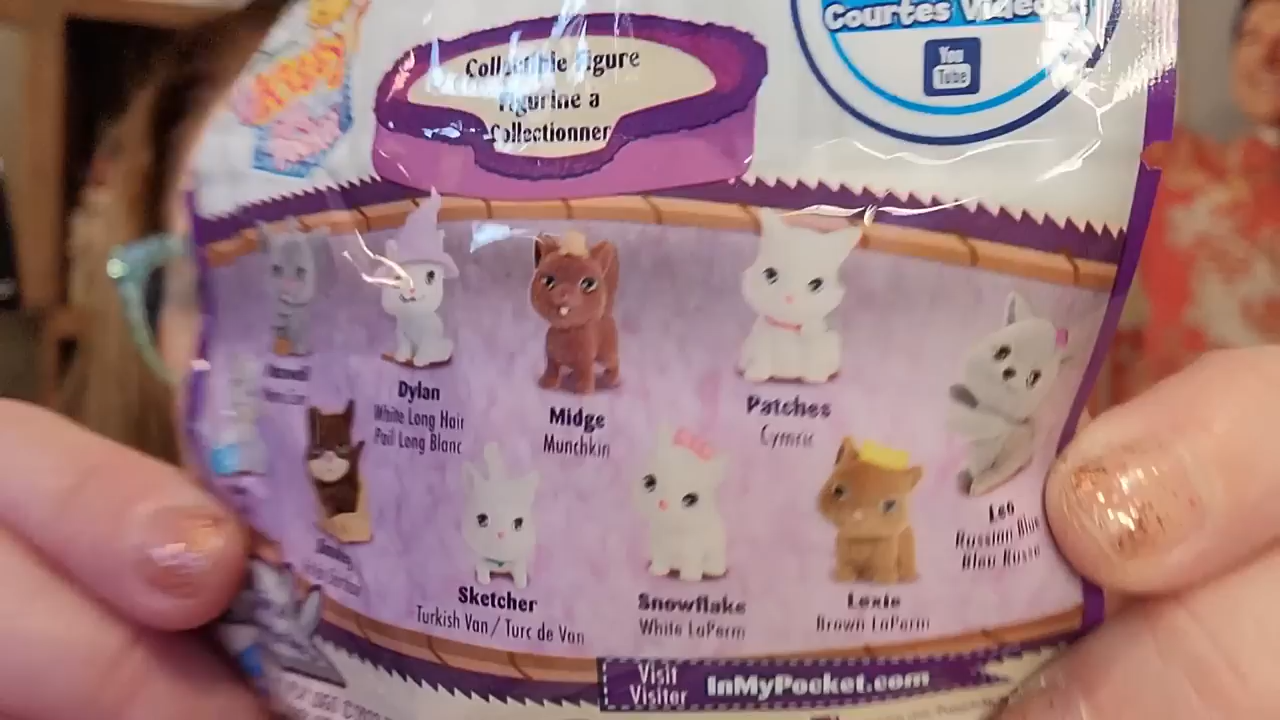 Courtes Videos
You
Tube
Collectible Figure
Figurine a
Collectionner
Dylan
White Long Hair
Poil Long Blanc
Midge
Munchkin
Patches
Cymric
Leo
Russian Blue
Bleu Russe
Sketcher
Turkish Van / Turc de Van
Snowflake
White LaPerm
Lexie
Brown LaPerm
Visit
Visiter
InMyPocket.com